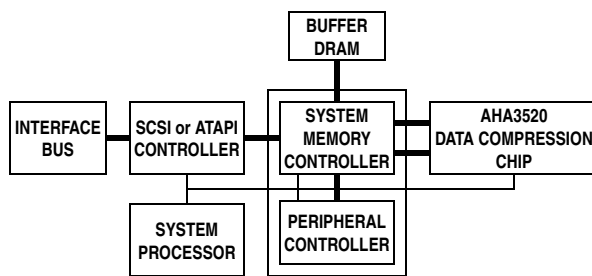 BUFFER
DRAM
INTERFACE
BUS
SCSI or ATAPI
CONTROLLER
SYSTEM
MEMORY
CONTROLLER
AHA3520
DATA COMPRESSION
CHIP
SYSTEM
PROCESSOR
PERIPHERAL
CONTROLLER